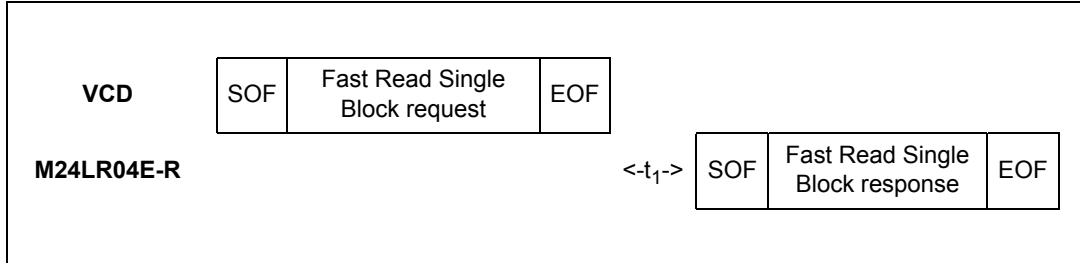 VCD SOF Fast Read Single Block request EOF
M24LR04E-R <-t1-> SOF Fast Read Single Block response EOF